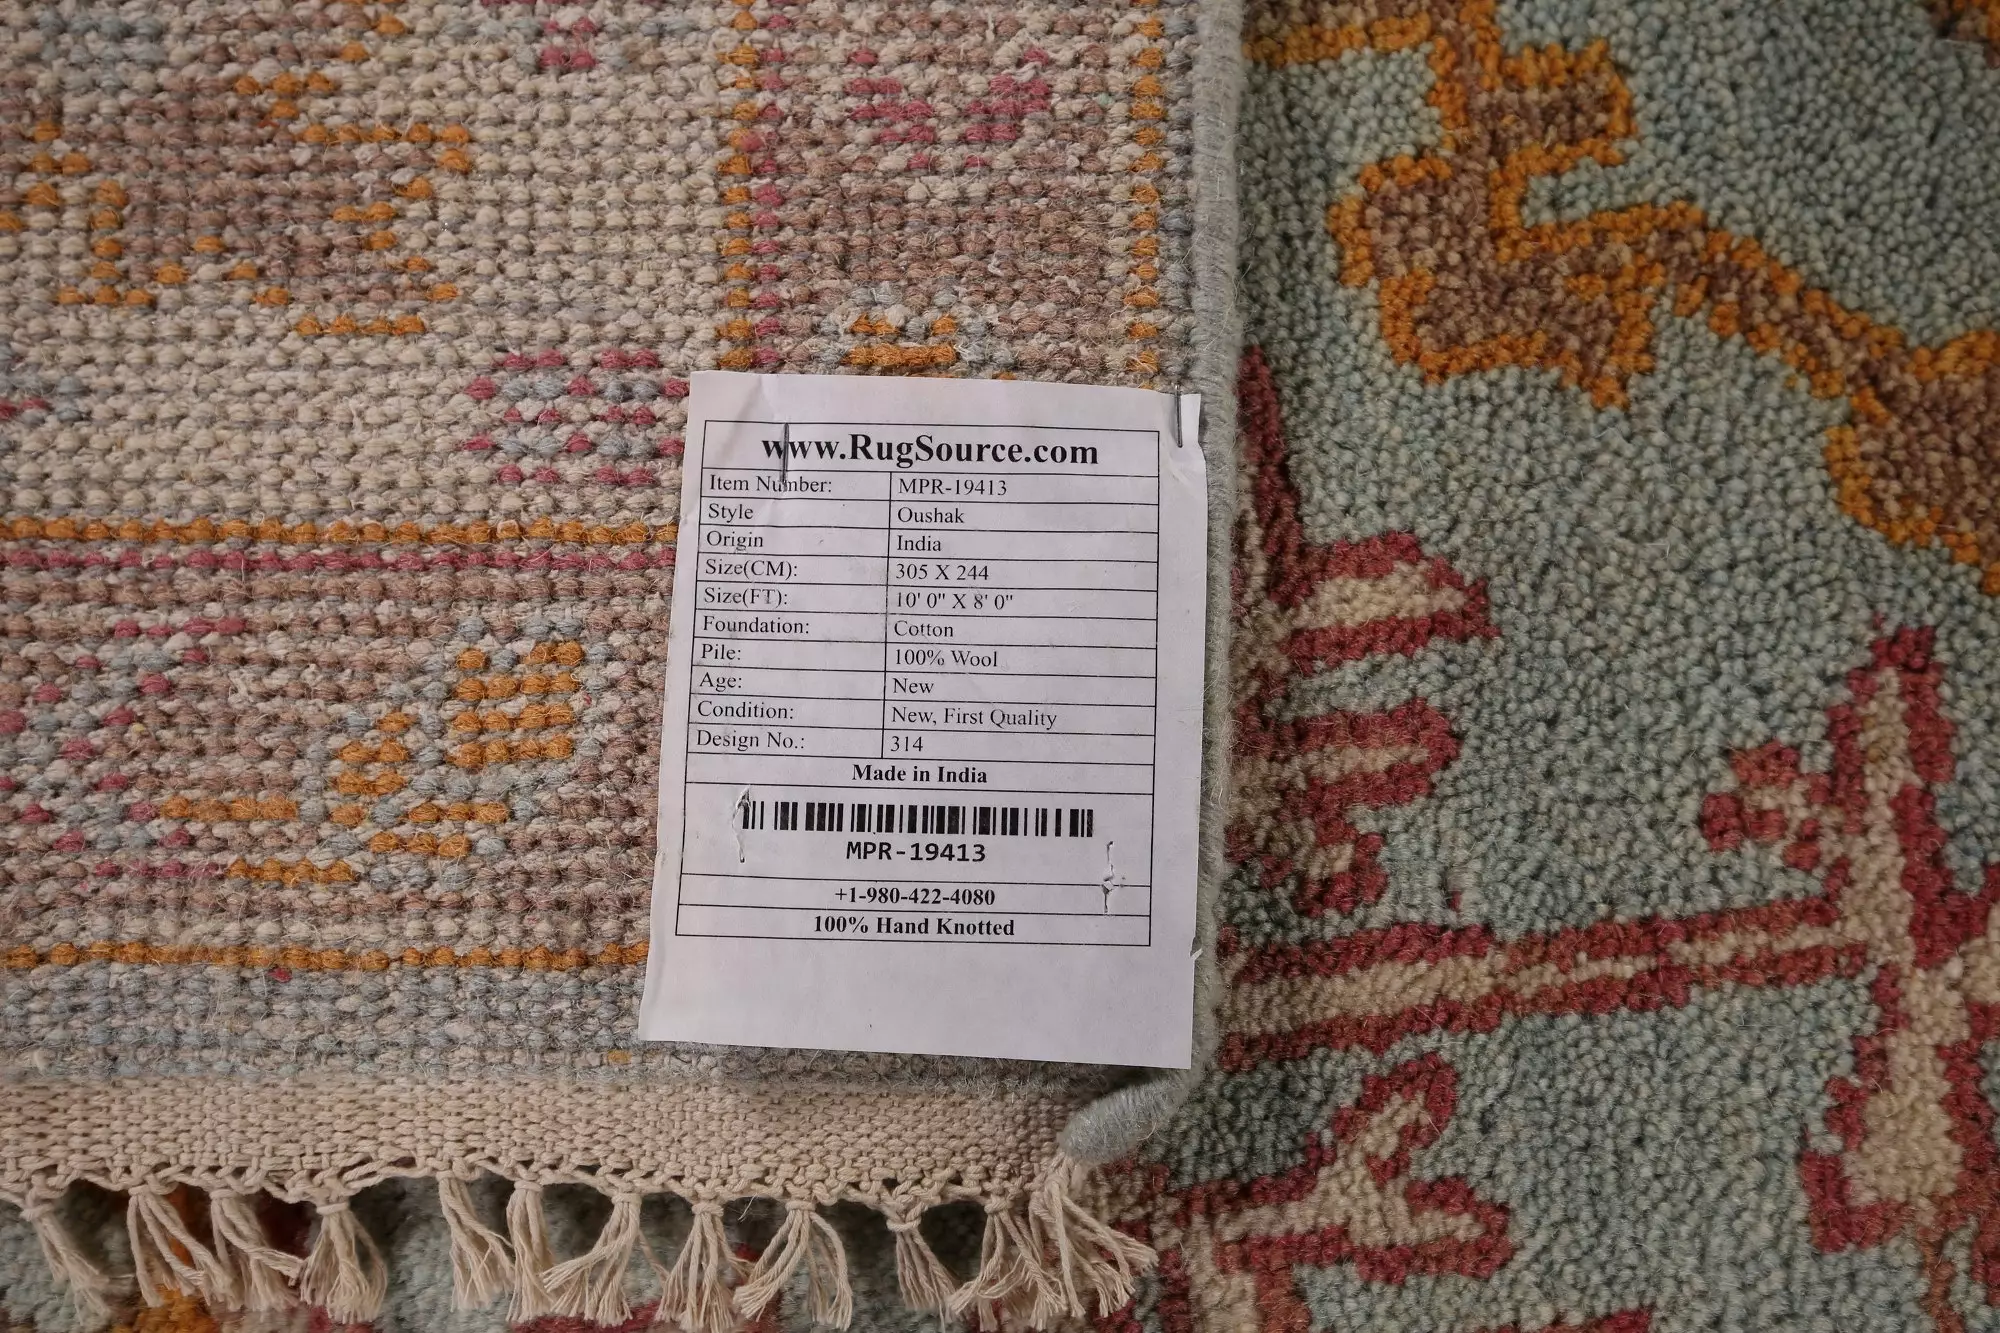 www.RugSource.com
Item Number: MPR-19413
Style Oushak
Origin India
Size(CM): 305 X 244
Size(FT): 10' 0" X 8' 0"
Foundation: Cotton
Pile: 100% Wool
Age: New
Condition: New, First Quality
Design No.: 314
Made in India
MPR-19413
+1-980-422-4080
100% Hand Knotted